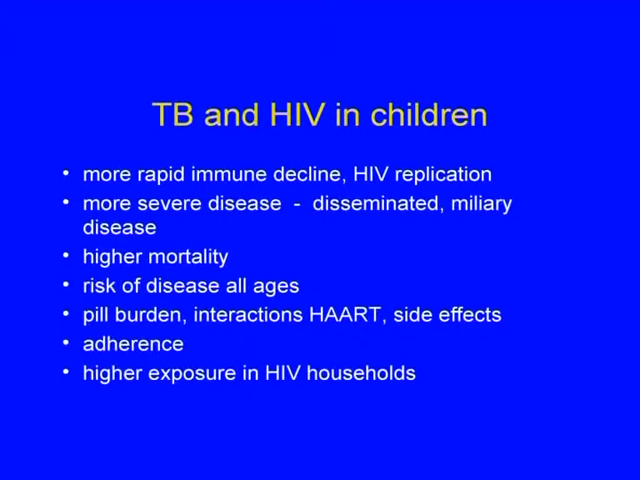 TB and HIV in children
• more rapid immune decline, HIV replication
• more severe disease - disseminated, miliary
disease
• higher mortality
• risk of disease all ages
• pill burden, interactions HAART, side effects
• adherence
• higher exposure in HIV households